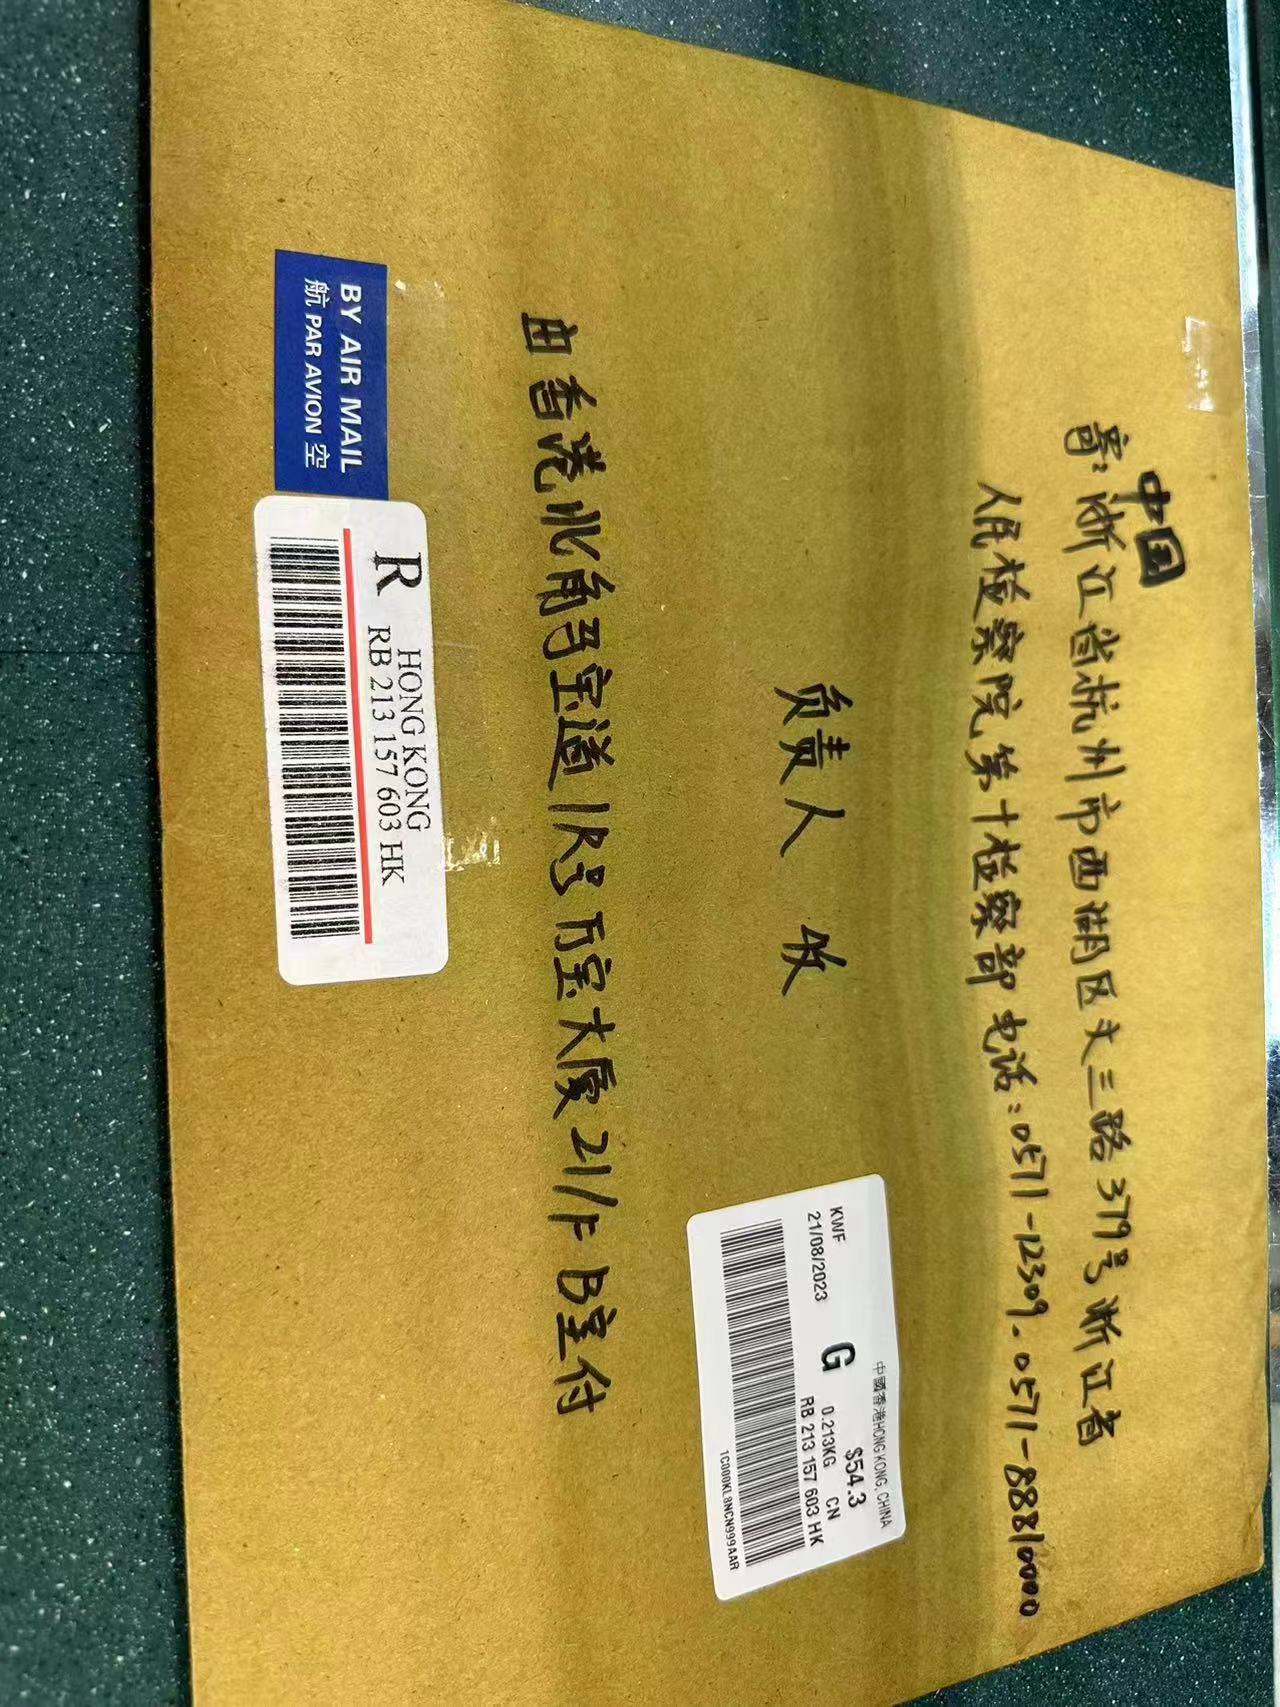 中国
寄: 浙江省杭州市西湖区文三路379号浙江省
人民检察院第十检察部 电话:0571-12309.0571-88810000
负责人 收
中國香港HONG KONG, CHINA
$54.3
KWF
G
0.213KG CN
21/08/2023
RB 213 157 603 HK
1C000KL8NCN999AAR
由香港北角马宝道1号万宝大厦21/F B室付
BY AIR MAIL
航 PAR AVION 空
HONG KONG
R
RB 213 157 603 HK